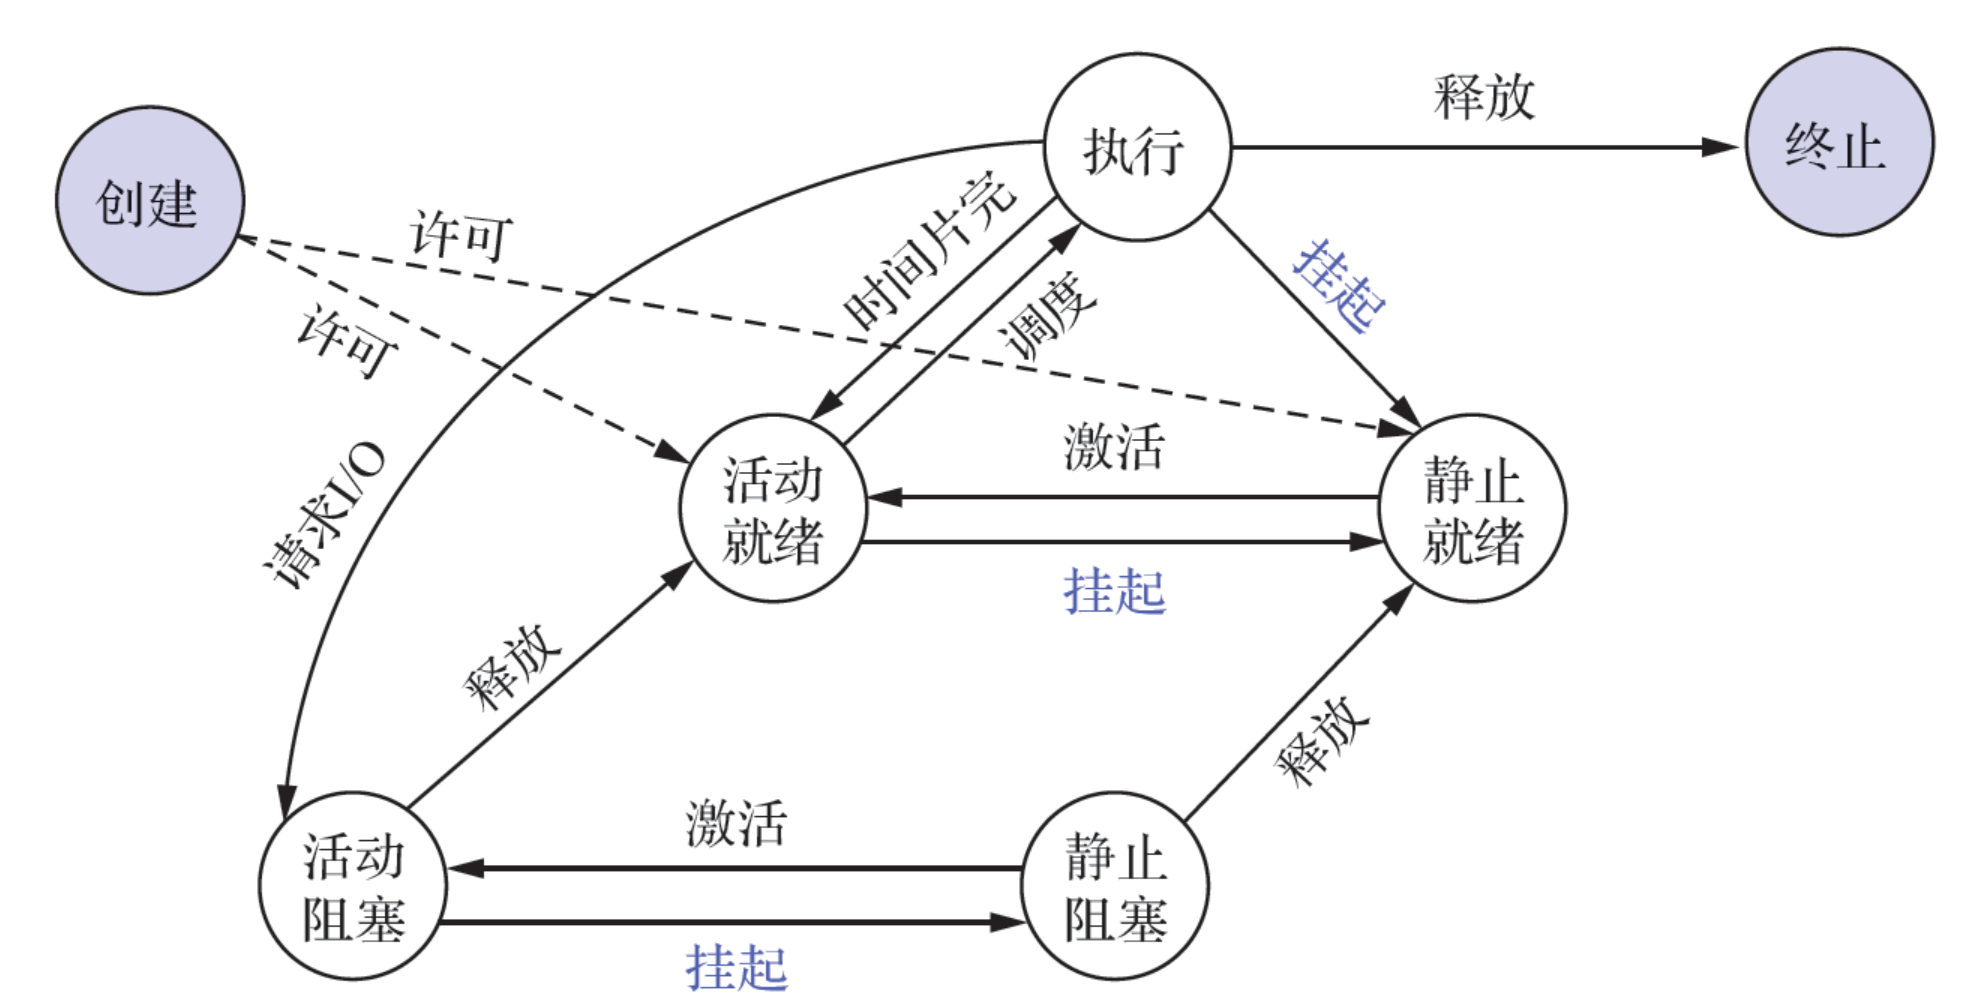 释放
执行
终止
创建
许可
时间片完
挂起
许可
调度
激活
请求I/O
活动
就绪
静止
就绪
挂起
释放
释放
激活
活动
阻塞
静止
阻塞
挂起